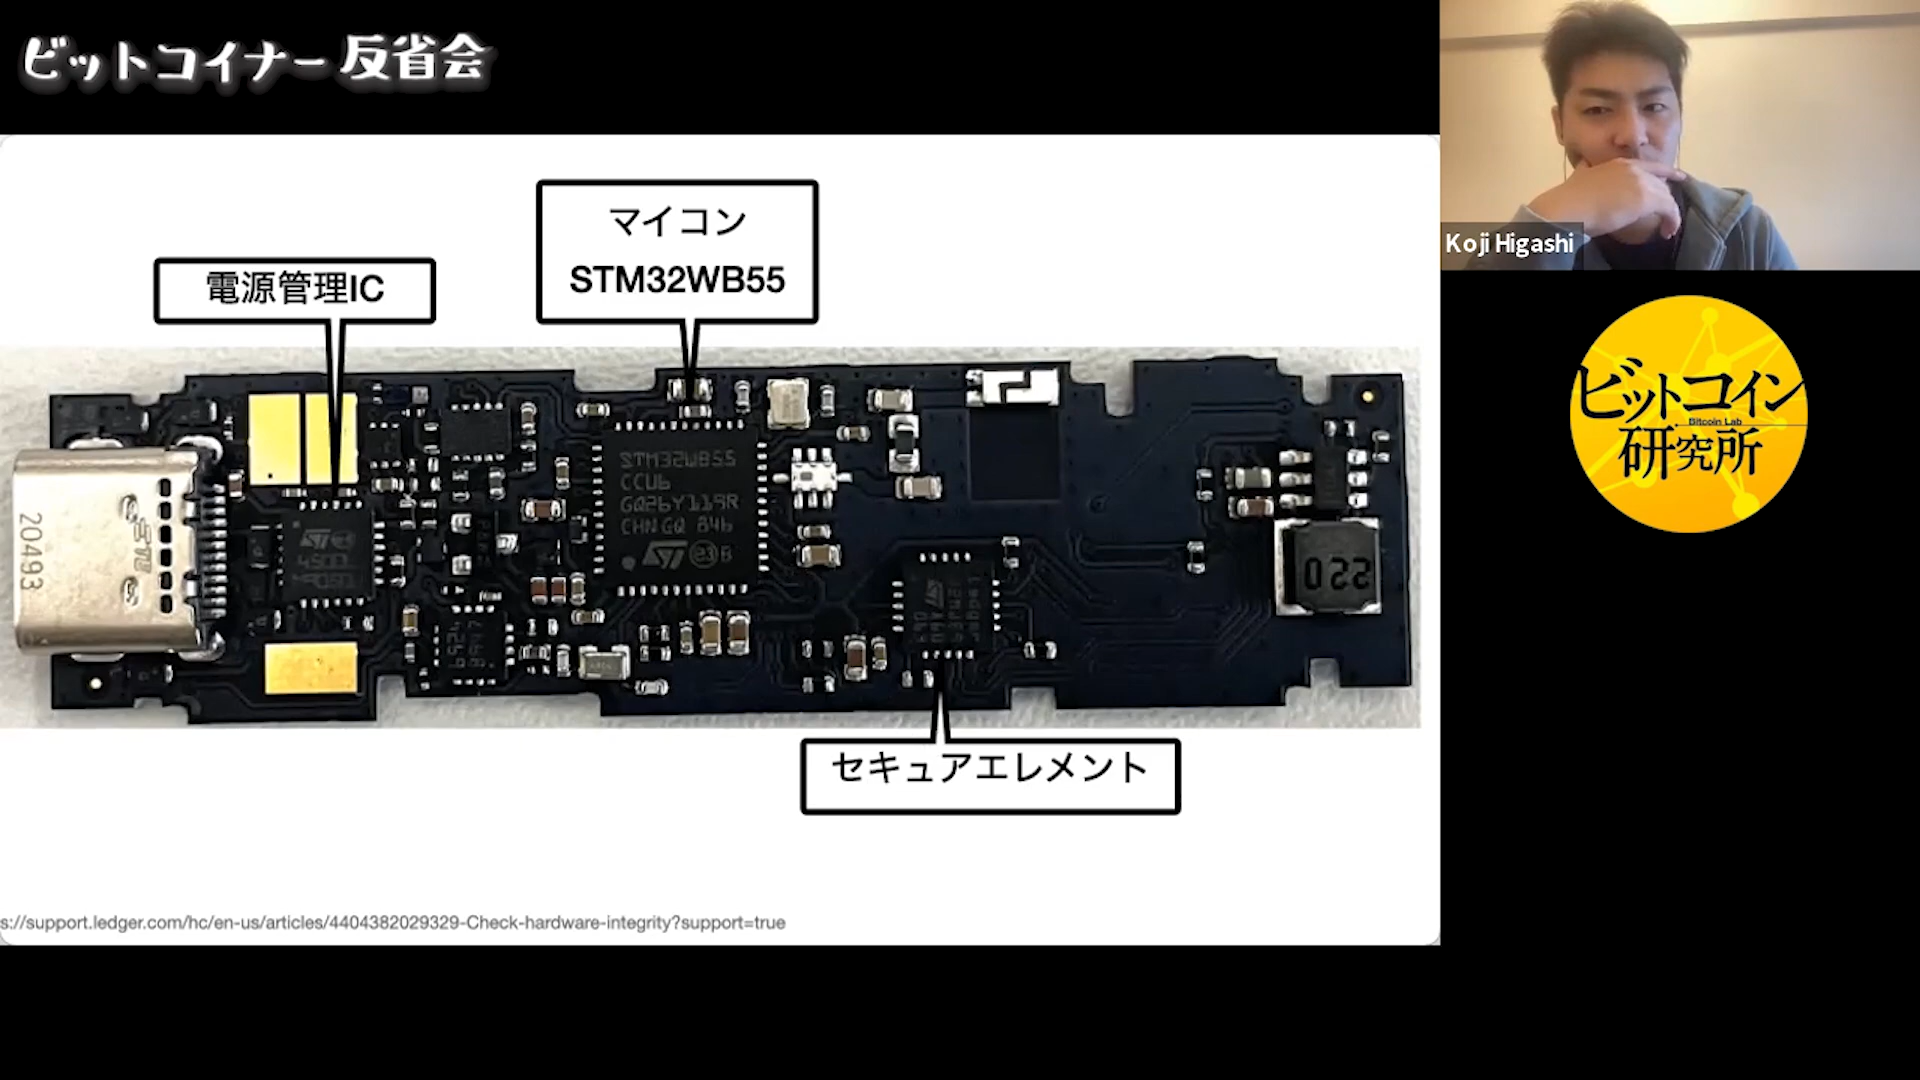 ビットコイナー反省会
マイコン
STM32WB55
電源管理IC
Koji Higashi
ビットコイン
Bitcoin Lab
研究所
20493
STM32WB55
CCU6
GQ26Y119R
CHN GQ 846
220
セキュアエレメント
s://support.ledger.com/hc/en-us/articles/4404382029329-Check-hardware-integrity?support=true